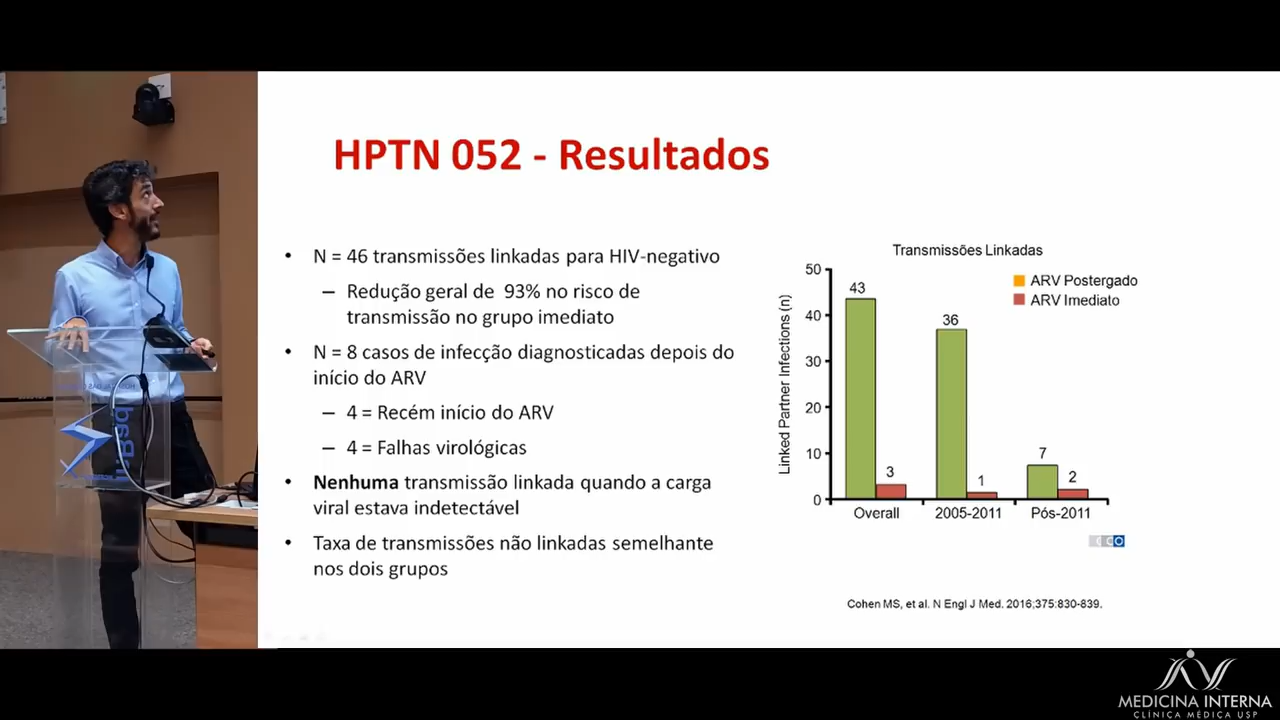 HPTN 052 - Resultados
• N = 46 transmissões linkadas para HIV-negativo
– Redução geral de 93% no risco de
transmissão no grupo imediato
• N = 8 casos de infecção diagnosticadas depois do
início do ARV
– 4 = Recém início do ARV
– 4 = Falhas virológicas
• Nenhuma transmissão linkada quando a carga
viral estava indetectável
• Taxa de transmissões não linkadas semelhante
nos dois grupos
Transmissões Linkadas
ARV Postergado
ARV Imediato
Linked Partner Infections (n)
50
40
30
20
10
0
43
3
36
1
7
2
Overall
2005-2011
Pós-2011
CCO
Cohen MS, et al. N Engl J Med. 2016;375:830-839.
MEDICINA INTERNA
CLÍNICA MÉDICA USP